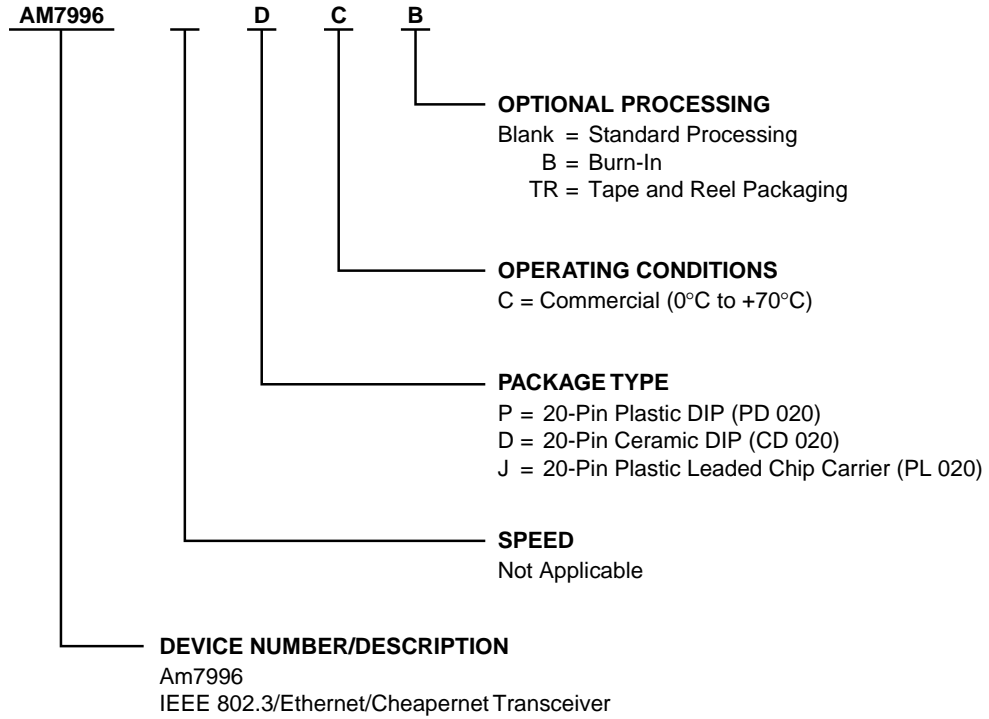 AM7996 D C B
OPTIONAL PROCESSING
Blank = Standard Processing
B = Burn-In
TR = Tape and Reel Packaging
OPERATING CONDITIONS
C = Commercial (0°C to +70°C)
PACKAGE TYPE
P = 20-Pin Plastic DIP (PD 020)
D = 20-Pin Ceramic DIP (CD 020)
J = 20-Pin Plastic Leaded Chip Carrier (PL 020)
SPEED
Not Applicable
DEVICE NUMBER/DESCRIPTION
Am7996
IEEE 802.3/Ethernet/Cheapernet Transceiver